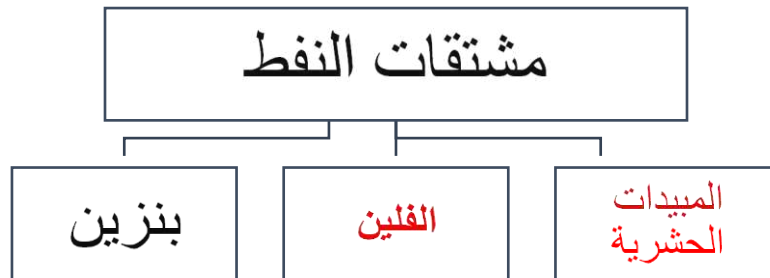 مشتقات النفط
المبيدات
الحشرية
الفلين
بنزين